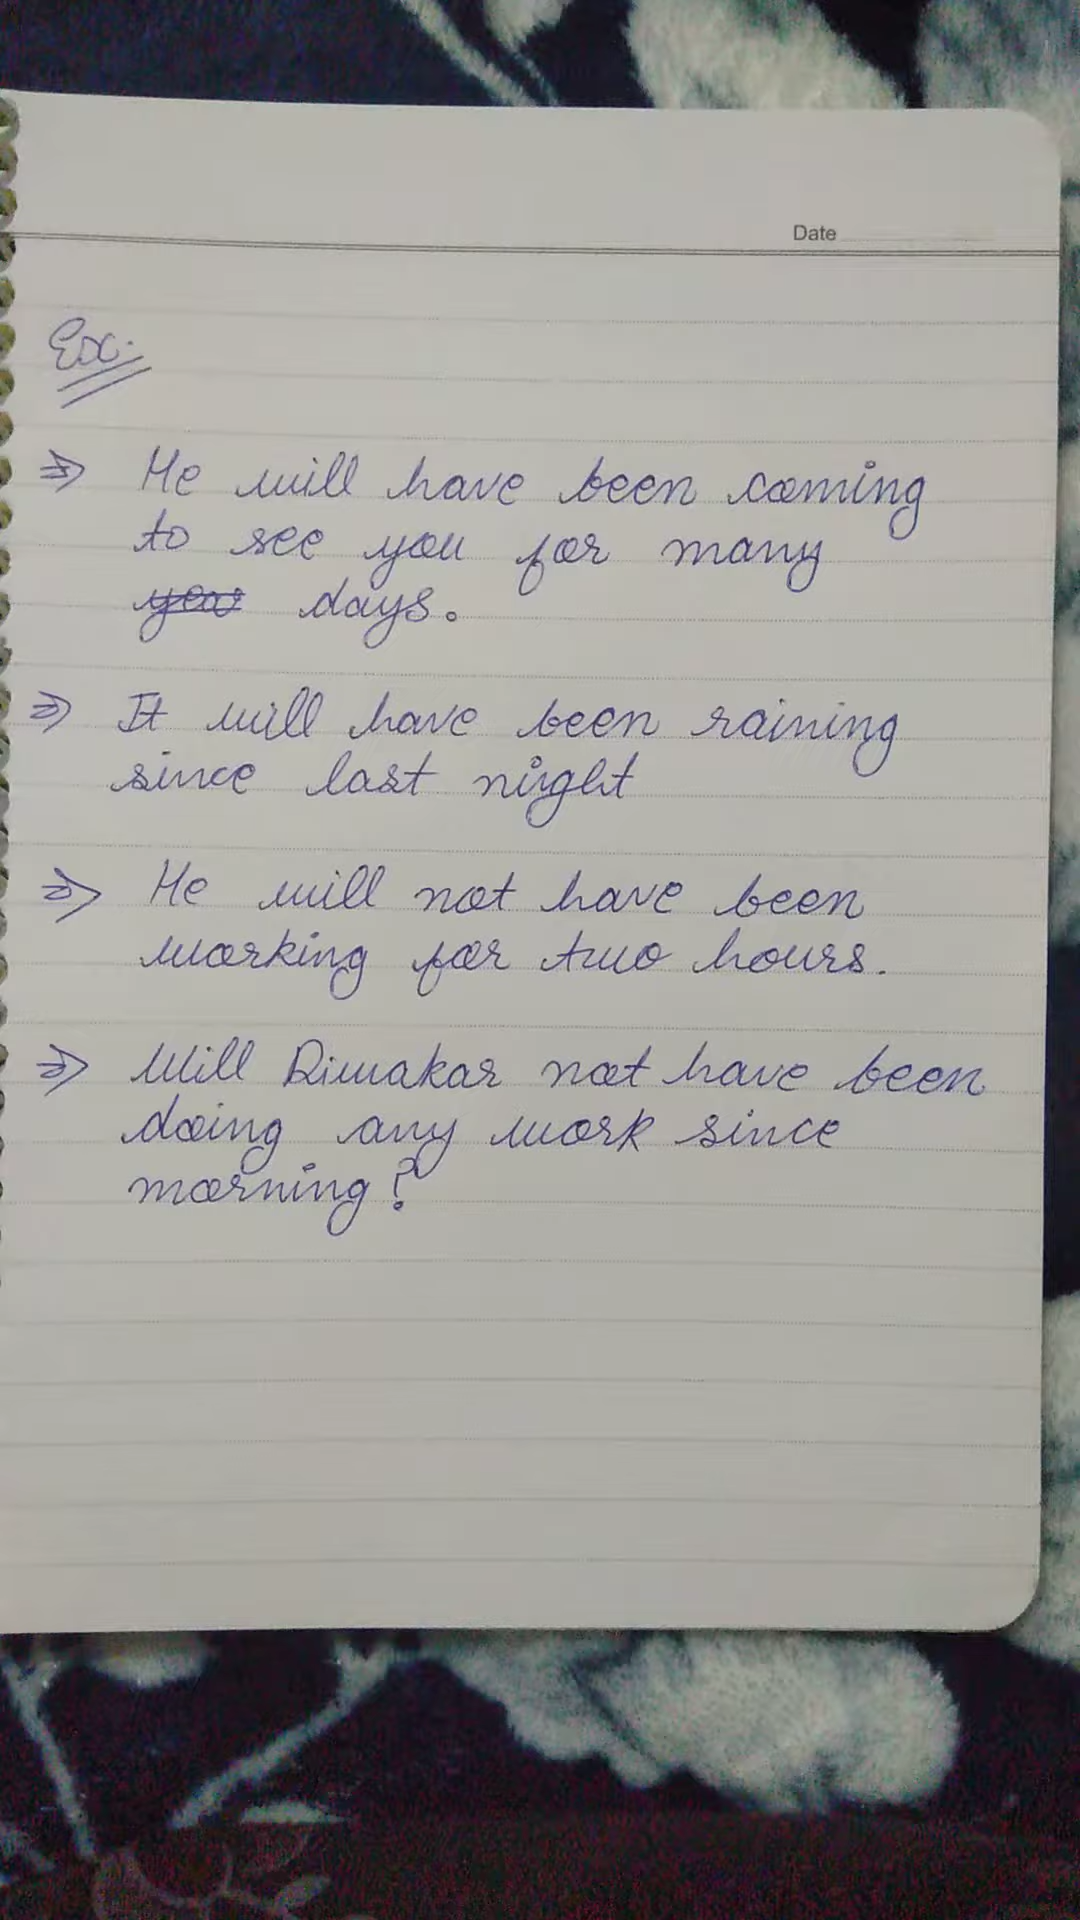 Date
Ex.
⇒ He will have been coming
to see you for many
year days.
⇒ It will have been raining
since last night
⇒ He will not have been
working for two hours.
⇒ Will Diwakar not have been
doing any work since
morning?